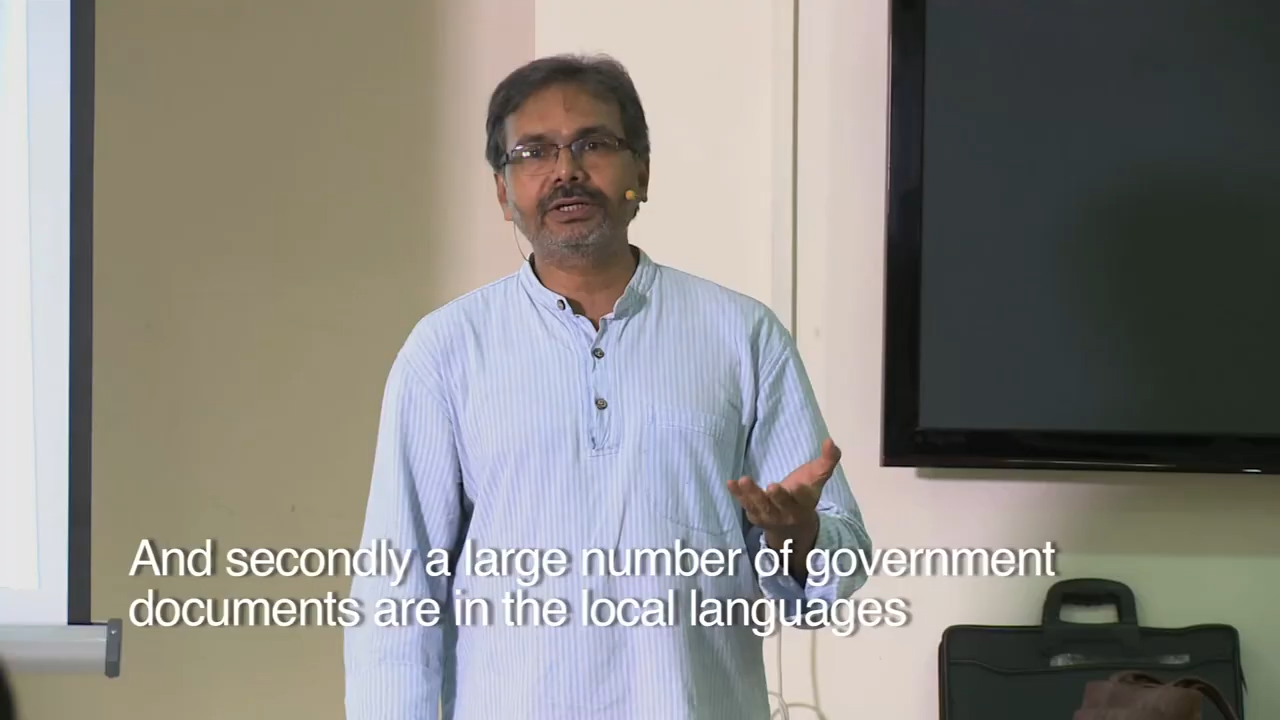 And secondly a large number of government
documents are in the local languages